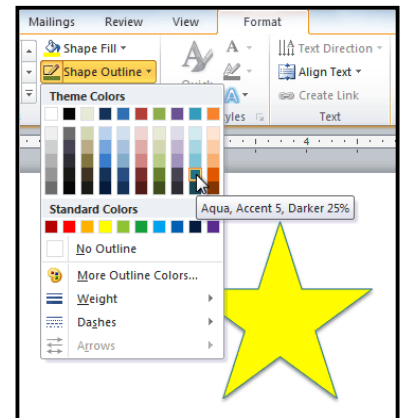 Mailings Review View Format
Shape Fill
Shape Outline
A Text Direction
Align Text
Create Link
Text
Theme Colors
4
Aqua, Accent 5, Darker 25%
Standard Colors
No Outline
More Outline Colors...
Weight
Dashes
Arrows